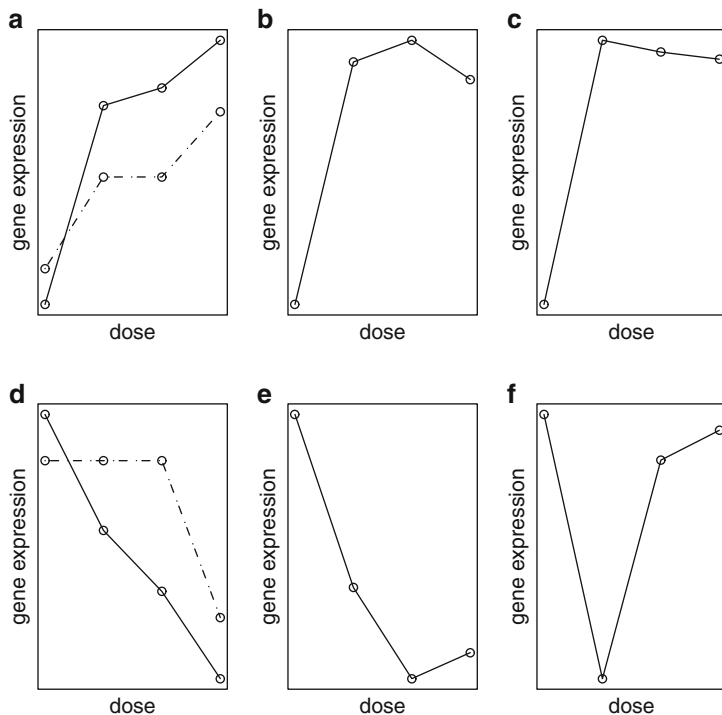 a
gene expression
dose
b
gene expression
dose
c
gene expression
dose
d
gene expression
dose
e
gene expression
dose
f
gene expression
dose